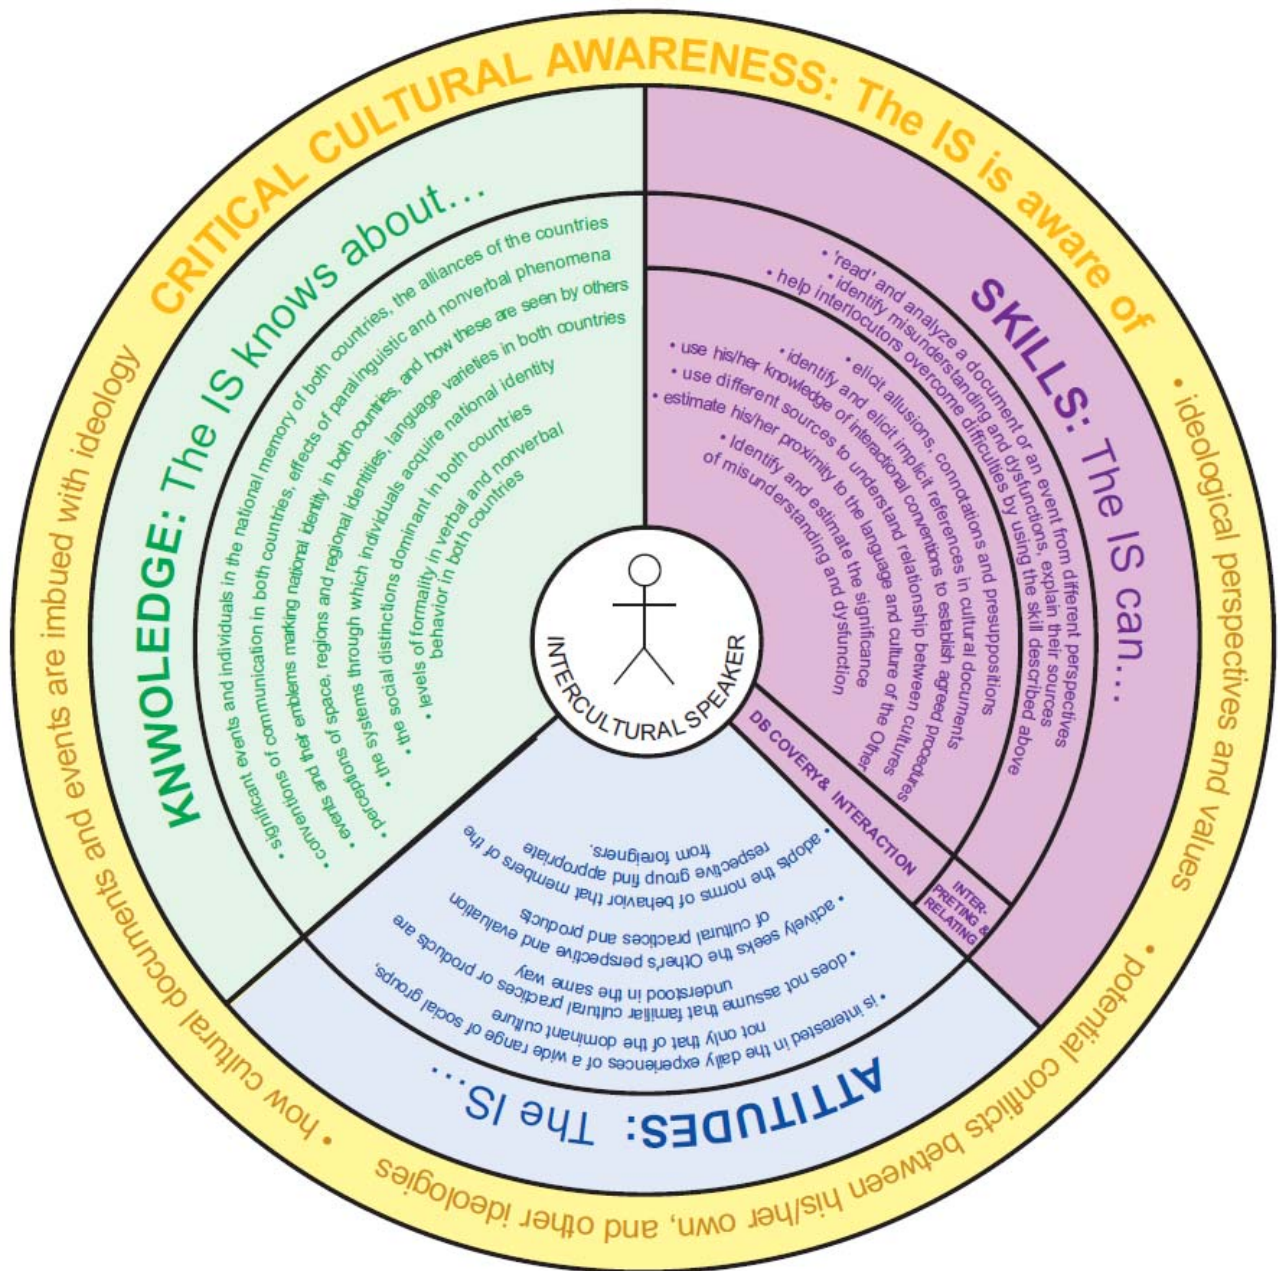 CRITICAL CULTURAL AWARENESS: The IS is aware of
• ideological perspectives and values
• potential conflicts between his/her own, and other ideologies
• how cultural documents and events are imbued with ideology
KNWOLEDGE: The IS knows about...
• significant events and individuals in the national memory of both countries, the alliances of the countries
• conventions of communication in both countries, effects of paralinguistic and nonverbal phenomena
• events and their emblems marking national identity in both countries, and how these are seen by others
• perceptions of space, regions and regional identities, language varieties in both countries
• the systems through which individuals acquire national identity
• the social distinctions dominant in both countries
• levels of formality in verbal and nonverbal
behavior in both countries
SKILLS: The IS can...
• 'read' and analyze a document or an event from different perspectives
• identify misunderstanding and dysfunctions, explain their sources
• help interlocutors overcome difficulties by using the skill described above
• elicit allusions, connotations and presuppositions
• identify and elicit implicit references in cultural documents
• use his/her knowledge of interactional conventions to establish agreed procedures
• use different sources to understand relationship between cultures
• estimate his/her proximity to the language and culture of the Other
• Identify and estimate the significance
of misunderstanding and dysfunction
DB COVERY& INTERACTION
INTER-
PRETING &
RELATING
ATTITUDES: The IS...
• is interested in the daily experiences of a wide range of social groups,
not only that of the dominant culture
• does not assume that familiar cultural practices or products are
understood in the same way
• actively seeks the Other's perspective and evaluation
of cultural practices and products
• adopts the norms of behavior that members of the
respective group find appropriate
from foreigners.
INTERCULTURAL SPEAKER